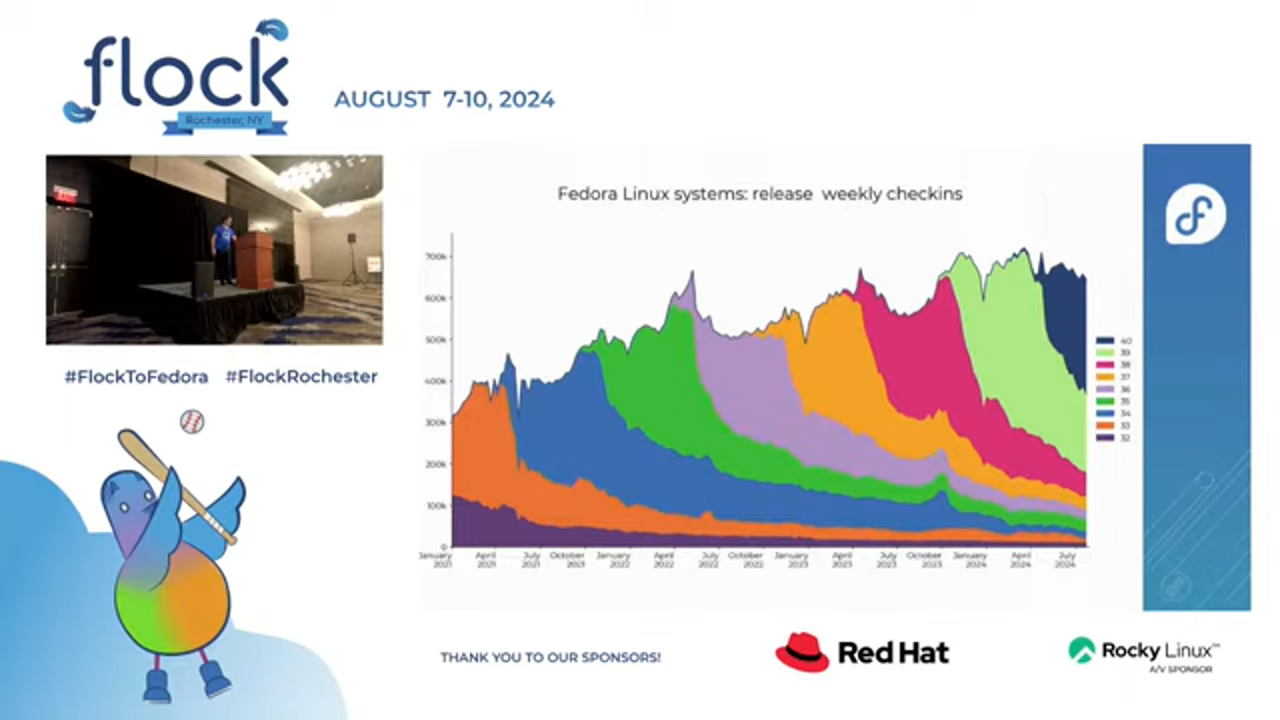 flock
Rochester, NY
AUGUST 7-10, 2024
#FlockToFedora #FlockRochester
Fedora Linux systems: release weekly checkins
700k
600k
500k
400k
300k
200k
100k
0
January 2021 April 2021 July 2021 October 2021 January 2022 April 2022 July 2022 October 2022 January 2023 April 2023 July 2023 October 2023 January 2024 April 2024 July 2024
40
39
38
37
36
35
34
33
32
THANK YOU TO OUR SPONSORS!
Red Hat
Rocky Linux™
A/V SPONSOR